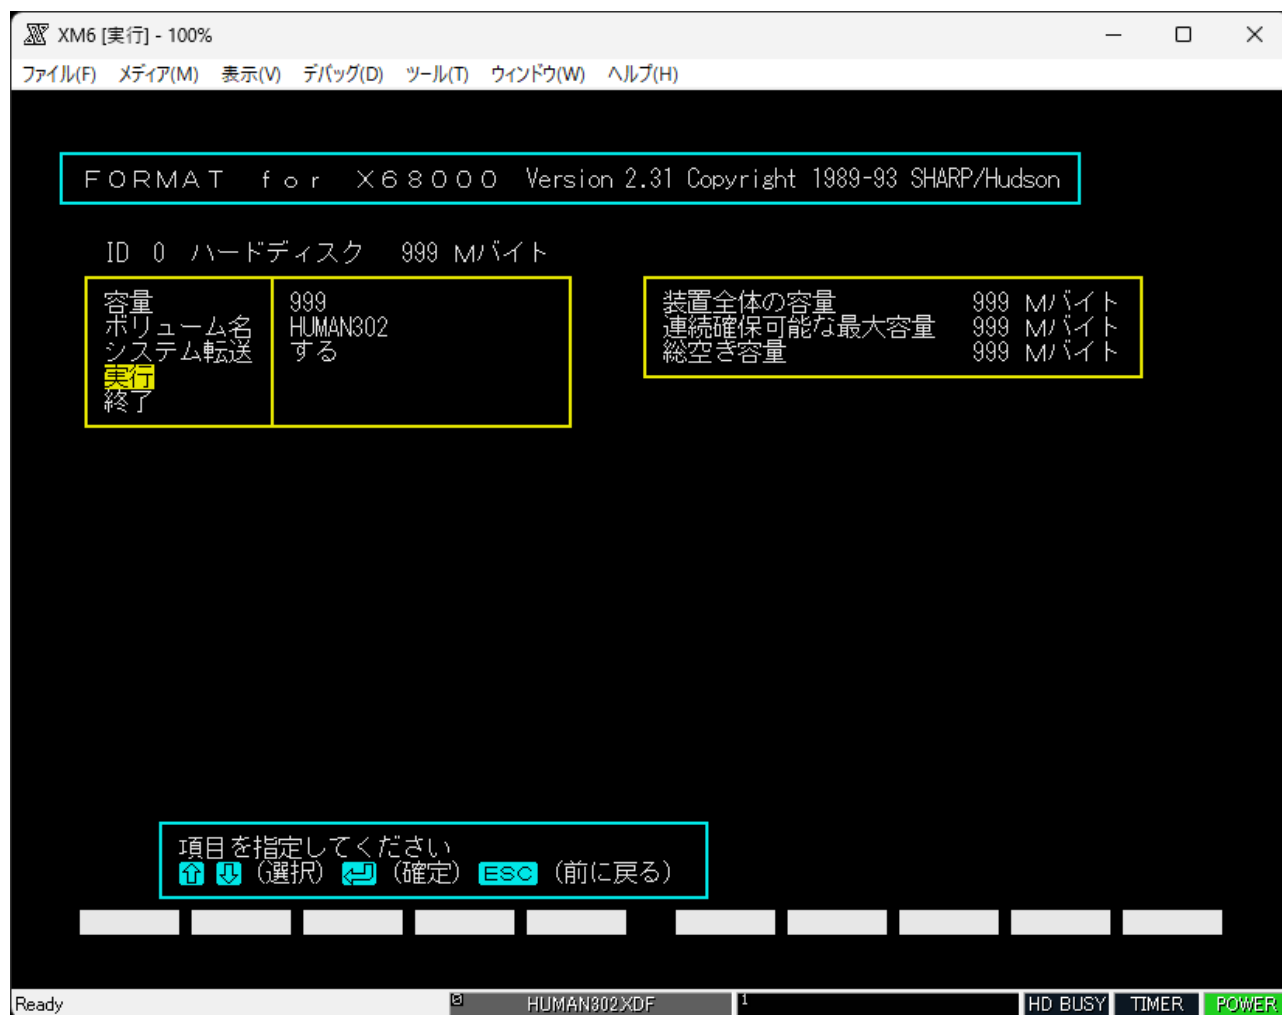 XM6 [実行] - 100%
ファイル(F) メディア(M) 表示(V) デバッグ(D) ツール(T) ウィンドウ(W) ヘルプ(H)
FORMAT for X68000 Version 2.31 Copyright 1989-93 SHARP/Hudson
ID 0 ハードディスク 999 Mバイト
容量 999
ボリューム名 HUMAN302
システム転送 する
実行
終了
装置全体の容量 999 Mバイト
連続確保可能な最大容量 999 Mバイト
総空き容量 999 Mバイト
項目を指定してください
⇧ ⇩ (選択) ⏎ (確定) ESC (前に戻る)
Ready 0 HUMAN302.XDF 1 HD BUSY TIMER POWER